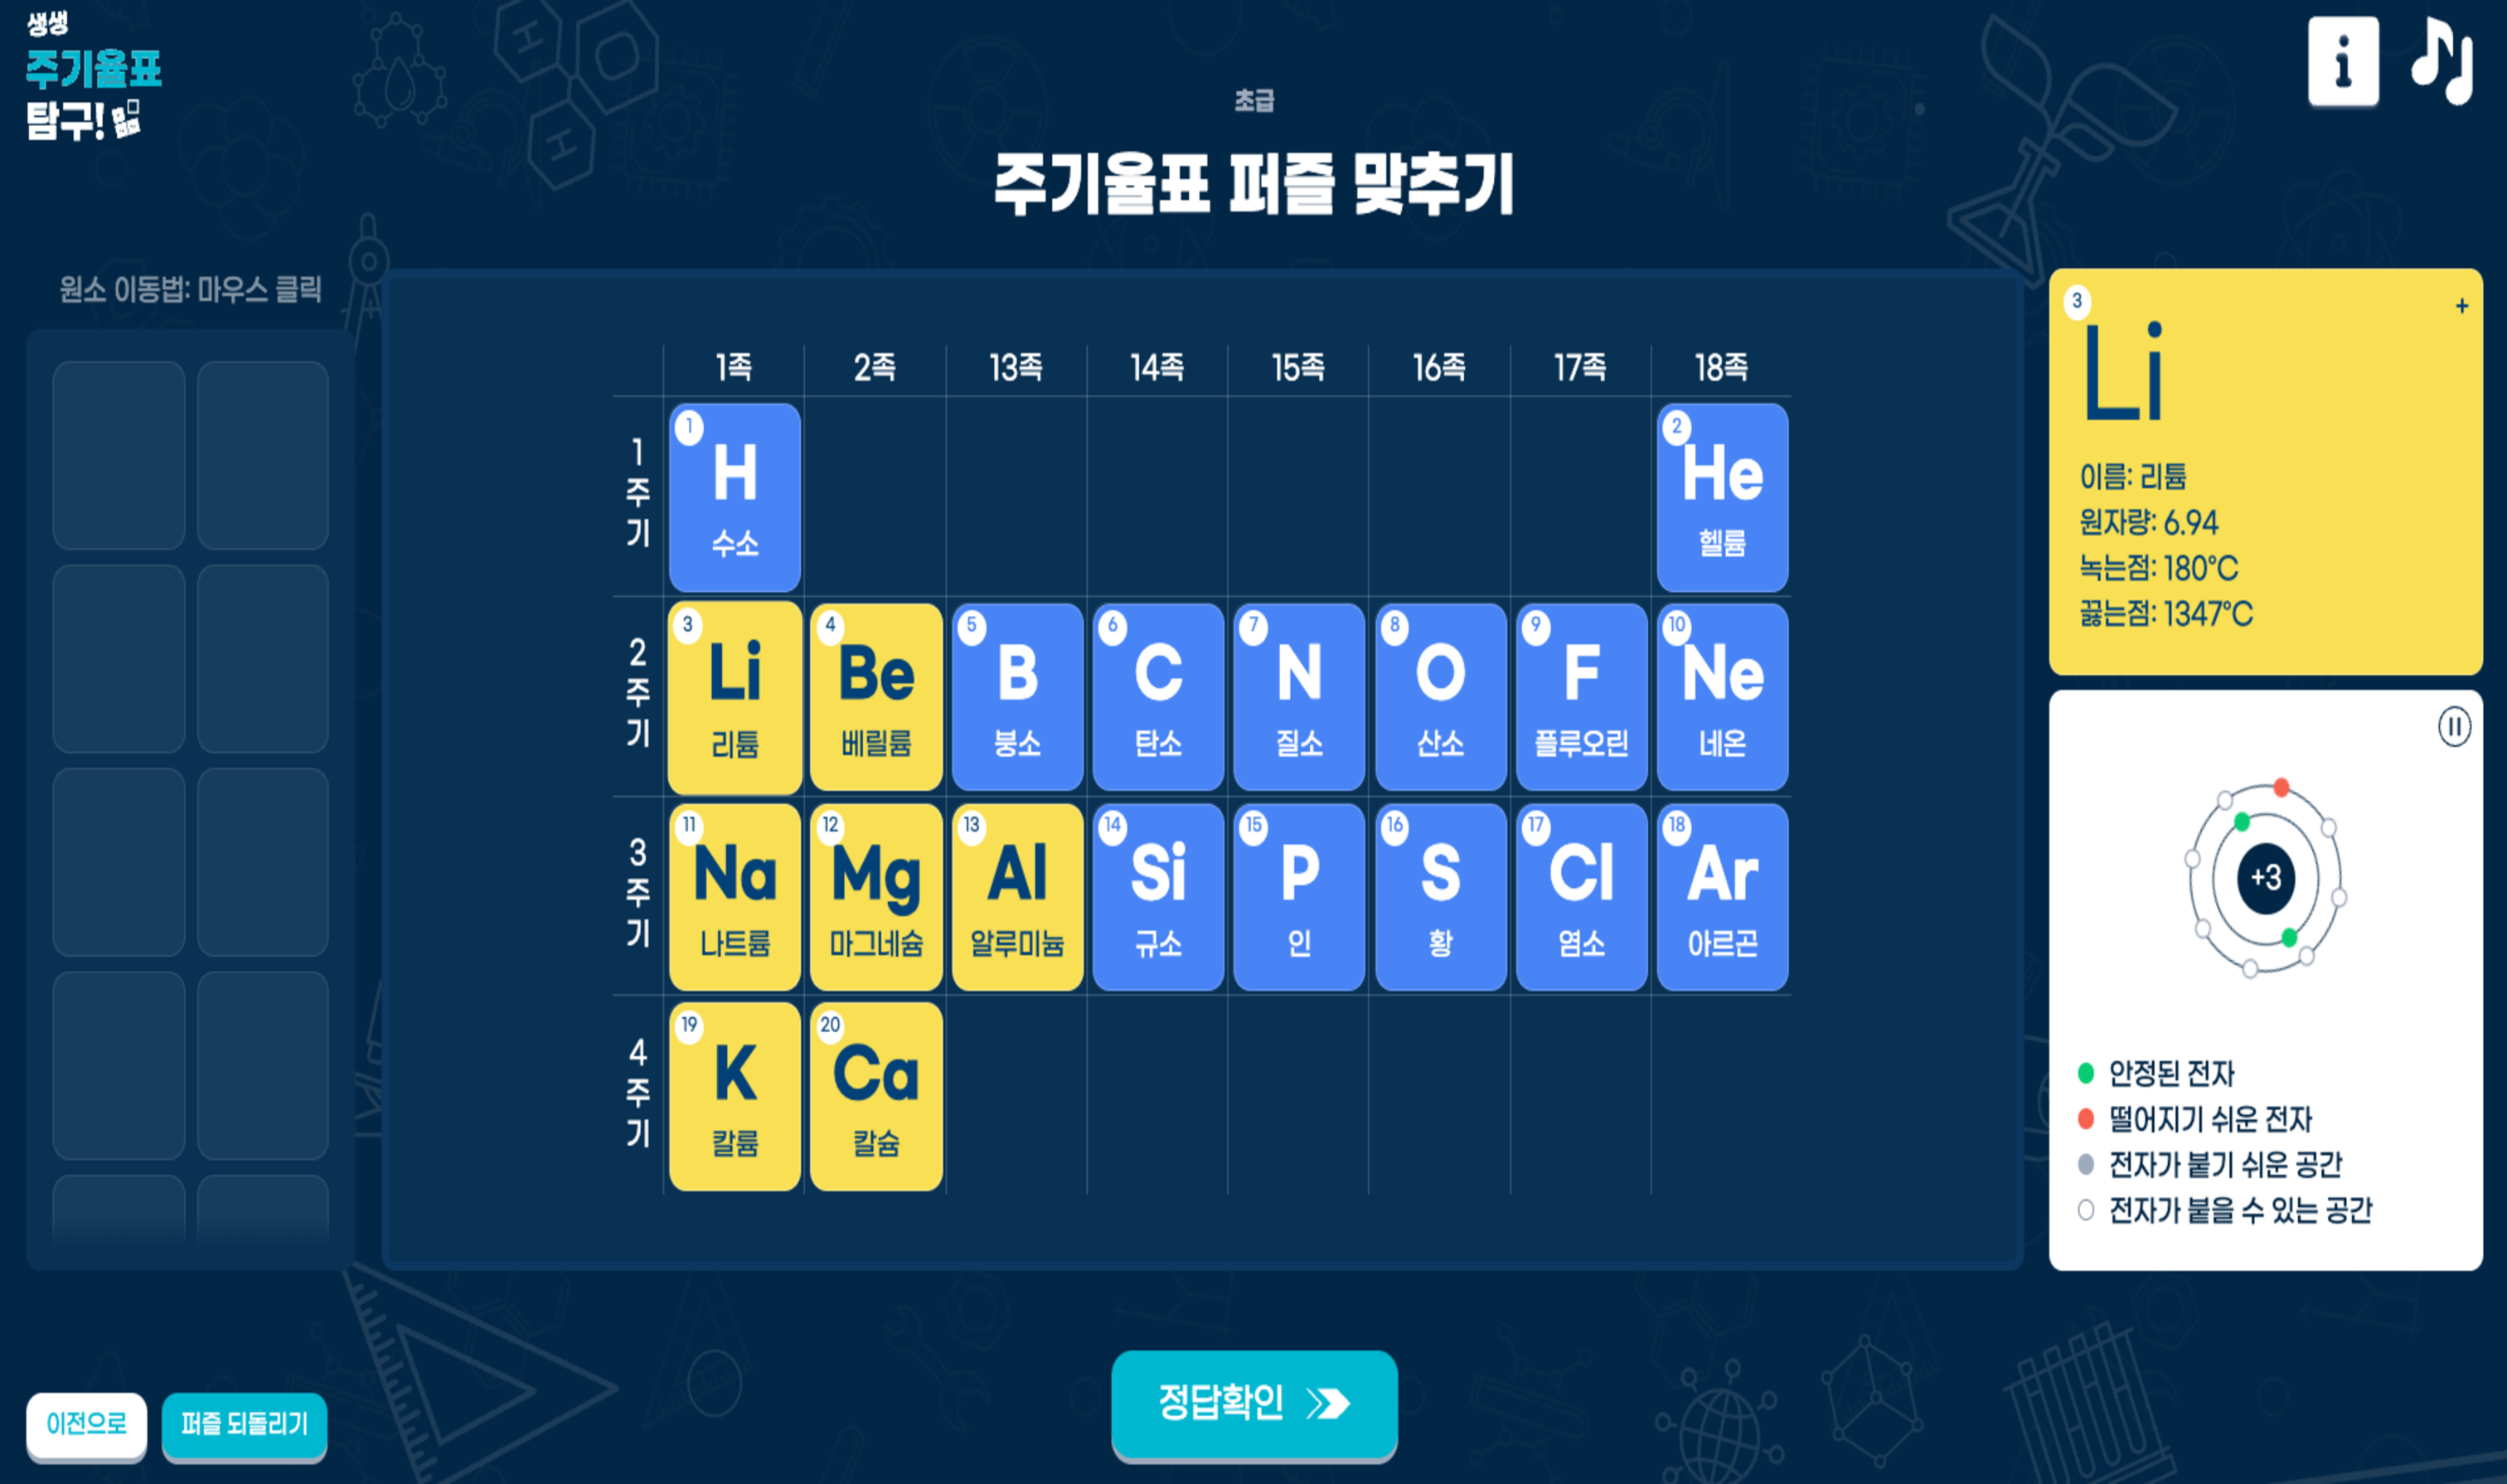 생생
주기율표
탐구!
초급
주기율표 퍼즐 맞추기
원소 이동법: 마우스 클릭
1족 2족 13족 14족 15족 16족 17족 18족
1주기
1 H 수소
2 He 헬륨
2주기
3 Li 리튬
4 Be 베릴륨
5 B 붕소
6 C 탄소
7 N 질소
8 O 산소
9 F 플루오린
10 Ne 네온
3주기
11 Na 나트륨
12 Mg 마그네슘
13 Al 알루미늄
14 Si 규소
15 P 인
16 S 황
17 Cl 염소
18 Ar 아르곤
4주기
19 K 칼륨
20 Ca 칼슘
3
+
Li
이름: 리튬
원자량: 6.94
녹는점: 180°C
끓는점: 1347°C
+3
안정된 전자
떨어지기 쉬운 전자
전자가 붙기 쉬운 공간
전자가 붙을 수 있는 공간
이전으로
퍼즐 되돌리기
정답확인